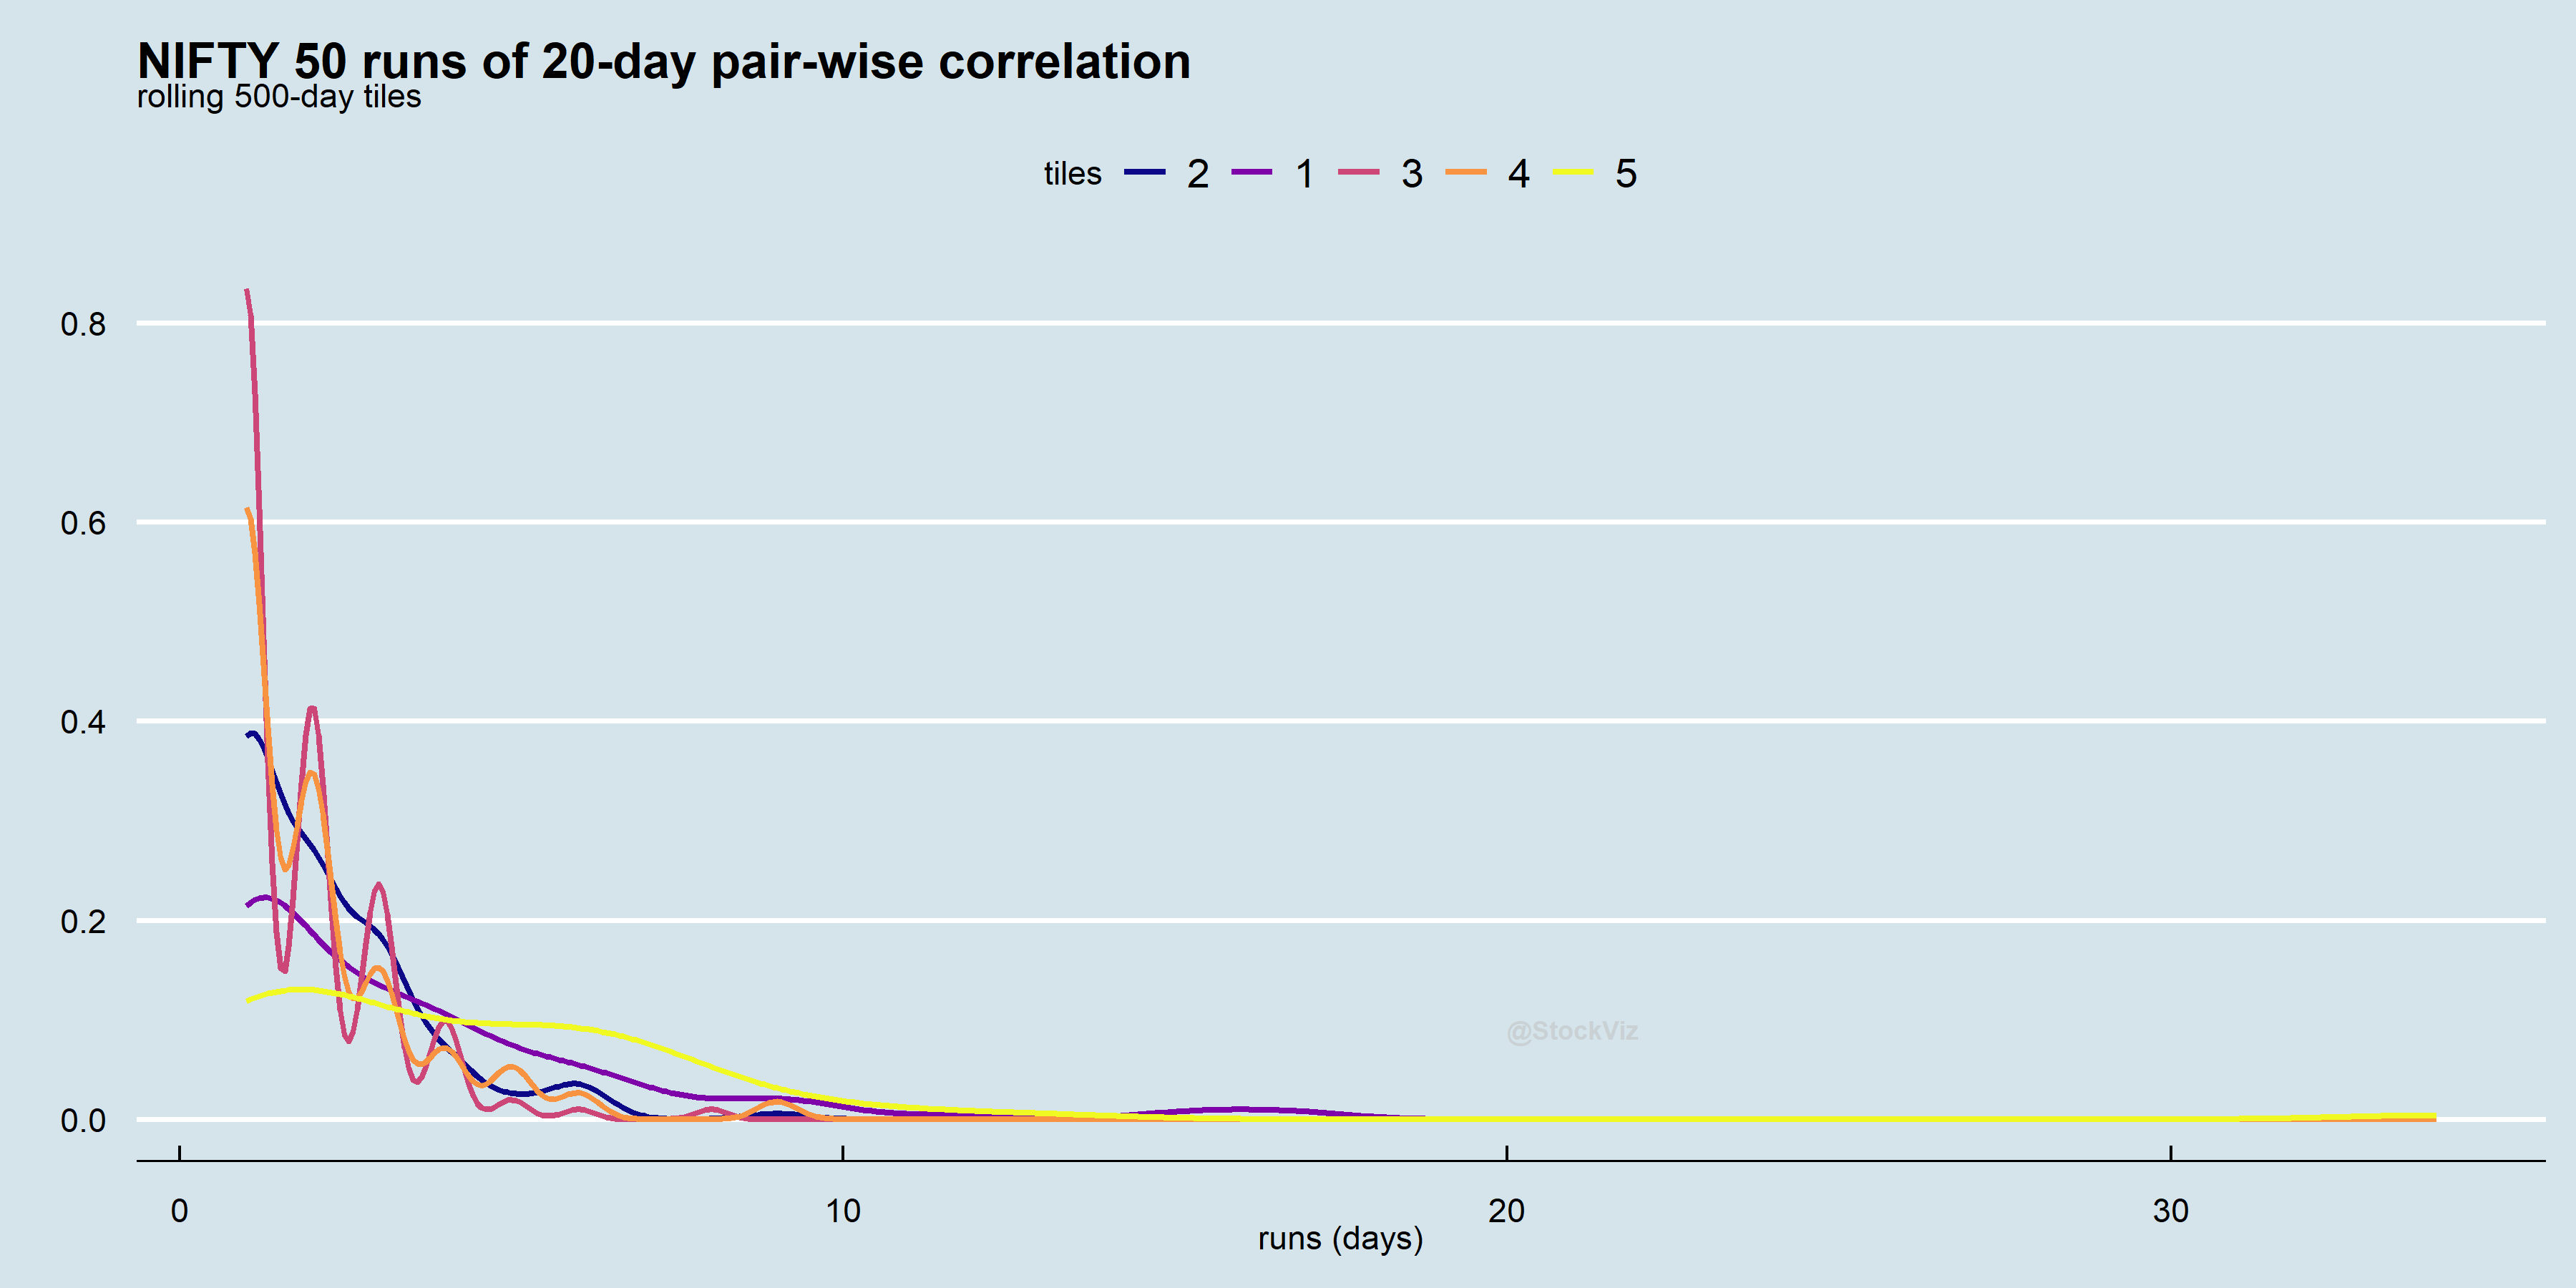 NIFTY 50 runs of 20-day pair-wise correlation
rolling 500-day tiles
tiles 2 1 3 4 5
0.8
0.6
0.4
0.2
0.0
@StockViz
0 10 20 30
runs (days)